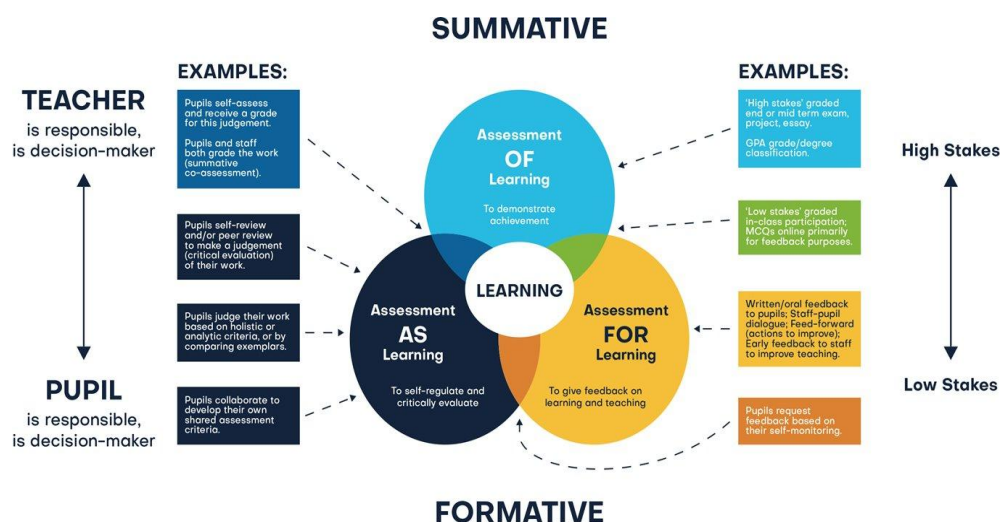 SUMMATIVE
TEACHER
is responsible,
is decision-maker
PUPIL
is responsible,
is decision-maker
EXAMPLES:
Pupils self-assess
and receive a grade
for this judgement.
Pupils and staff
both grade the work
(summative
co-assessment).
Pupils self-review
and/or peer review
to make a judgement
(critical evaluation)
of their work.
Pupils judge their work
based on holistic or
analytic criteria, or by
comparing exemplars.
Pupils collaborate to
develop their own
shared assessment
criteria.
Assessment
OF
Learning
To demonstrate
achievement
LEARNING
Assessment
AS
Learning
To self-regulate and
critically evaluate
Assessment
FOR
Learning
To give feedback on
learning and teaching
EXAMPLES:
'High stakes' graded
end or mid term exam,
project, essay.
GPA grade/degree
classification.
'Low stakes' graded
in-class participation;
MCQs online primarily
for feedback purposes.
Written/oral feedback
to pupils; Staff-pupil
dialogue; Feed-forward
(actions to improve);
Early feedback to staff
to improve teaching.
Pupils request
feedback based on
their self-monitoring.
High Stakes
Low Stakes
FORMATIVE